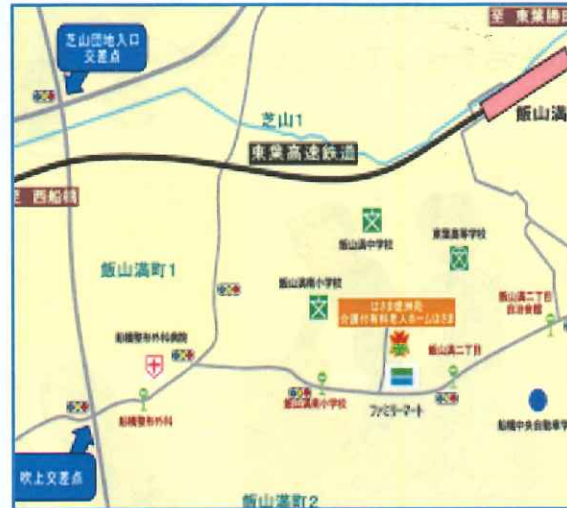 至 東葉勝田
芝山団地入口
交差点
芝山1
飯山満
東葉高速鉄道
至 西船橋
飯山満中学校
東葉高等学校
飯山満町1
飯山満南小学校
はさま徳洲苑
介護付有料老人ホームはさま
飯山満二丁目
自治会館
船橋整形外科病院
飯山満二丁目
飯山満南小学校
ファミリーマート
船橋整形外科
船橋中央自動車学
吹上交差点
飯山満町2